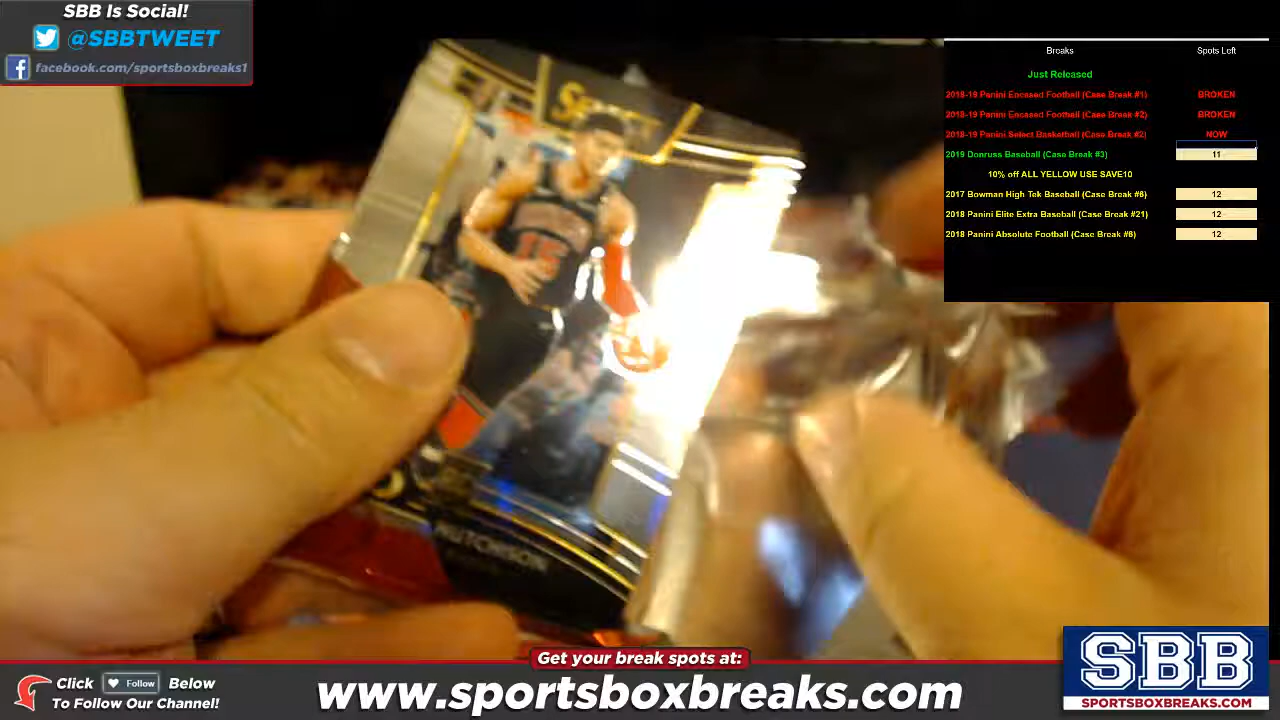 SBB Is Social!
@SBBTWEET
facebook.com/sportsboxbreaks1
Breaks Spots Left
Just Released
2018-19 Panini Encased Football (Case Break #1) BROKEN
2018-19 Panini Encased Football (Case Break #2) BROKEN
2018-19 Panini Select Basketball (Case Break #2) NOW
2019 Donruss Baseball (Case Break #3) 11
10% off ALL YELLOW USE SAVE10
2017 Bowman High Tek Baseball (Case Break #6) 12
2018 Panini Elite Extra Baseball (Case Break #21) 12
2018 Panini Absolute Football (Case Break #6) 12
15
HUTCHISON
Get your break spots at:
Click Follow Below
To Follow Our Channel!
www.sportsboxbreaks.com
SBB
SPORTSBOXBREAKS.COM